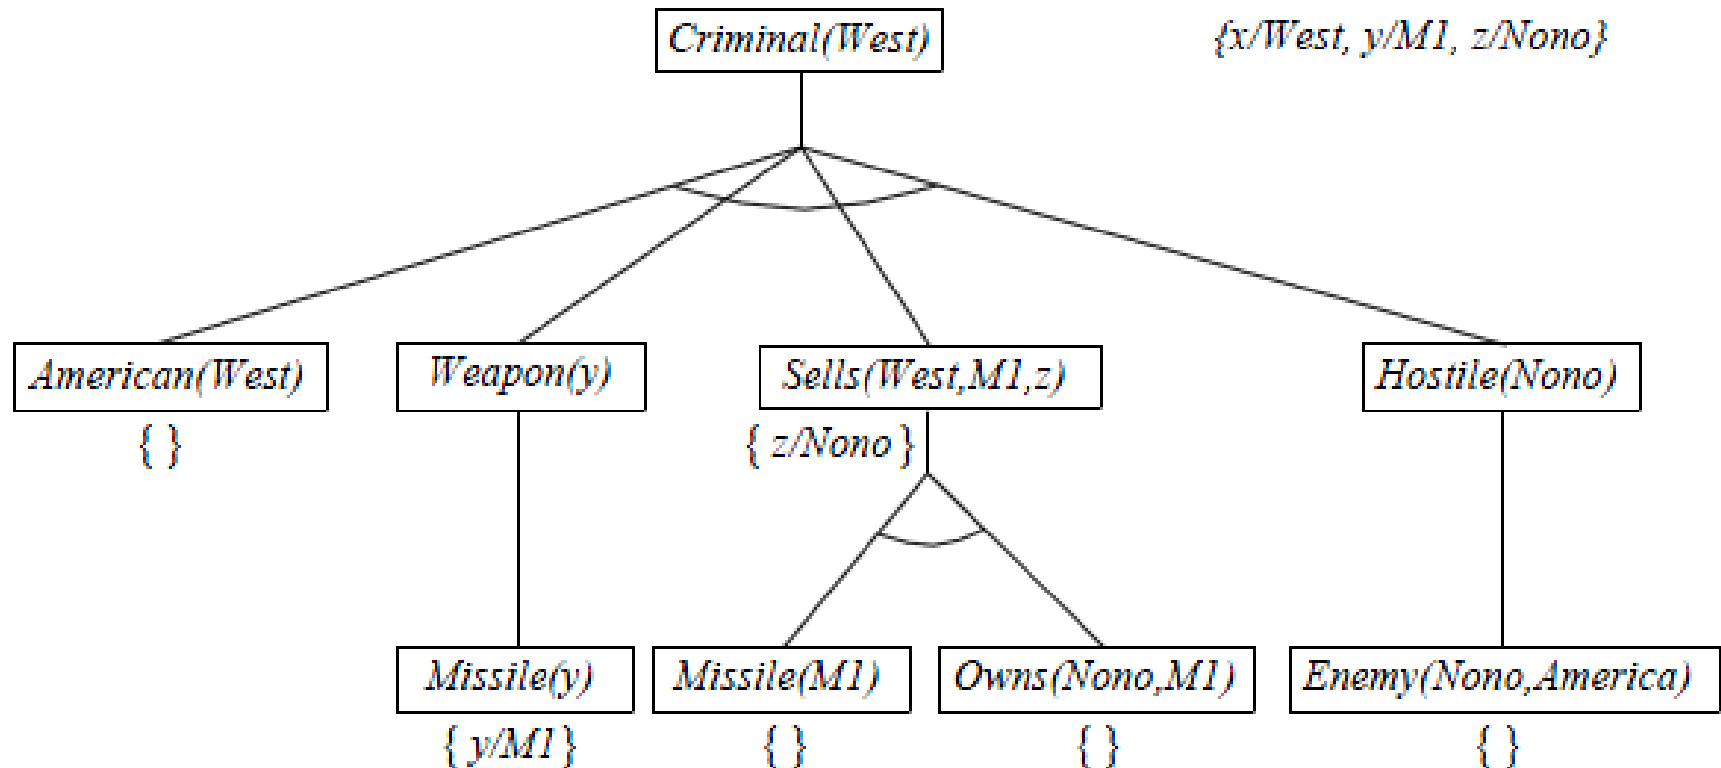 Criminal(West)
{x/West, y/M1, z/Nono}
American(West)
Weapon(y)
Sells(West,M1,z)
Hostile(Nono)
{ }
{ z/Nono }
Missile(y)
Missile(M1)
Owns(Nono,M1)
Enemy(Nono,America)
{ y/M1 }
{ }
{ }
{ }